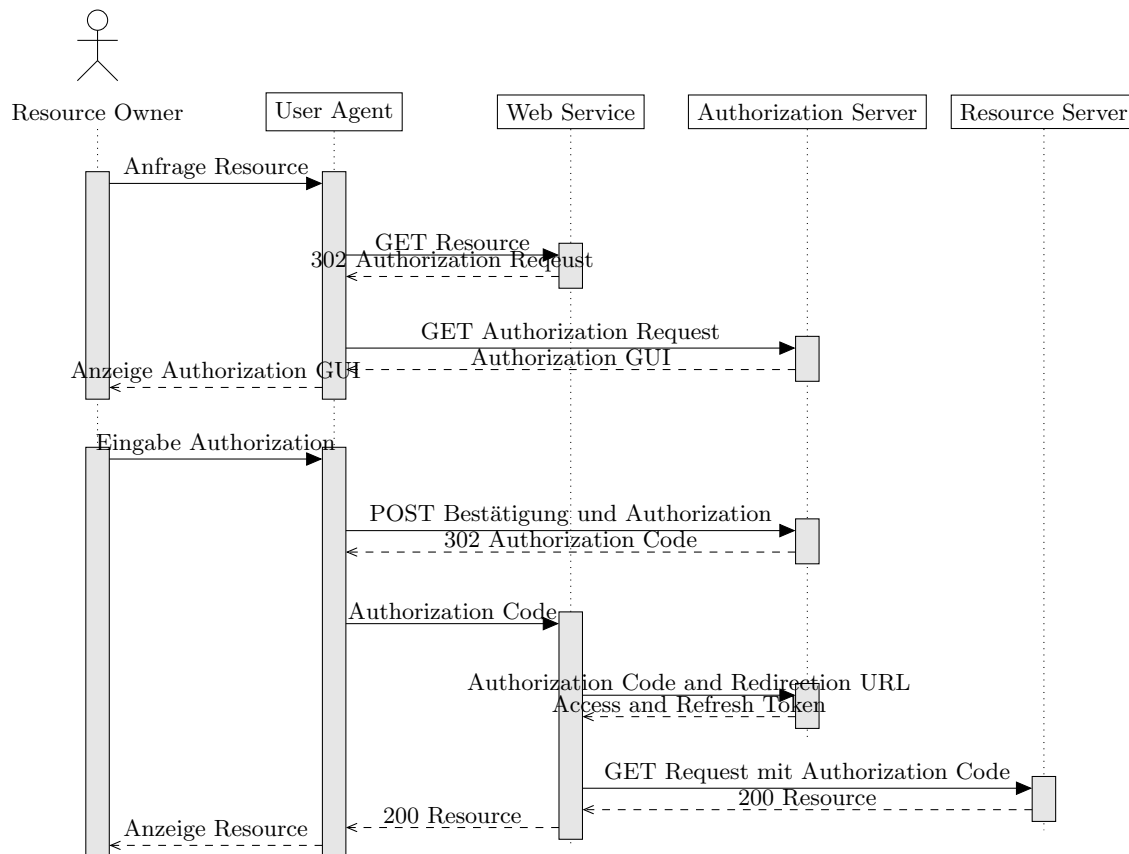 Resource Owner
User Agent
Web Service
Authorization Server
Resource Server
Anfrage Resource
GET Resource
302 Authorization Reqeust
GET Authorization Request
Authorization GUI
Anzeige Authorization GUI
Eingabe Authorization
POST Bestätigung und Authorization
302 Authorization Code
Authorization Code
Authorization Code and Redirection URL
Access and Refresh Token
GET Request mit Authorization Code
200 Resource
200 Resource
Anzeige Resource